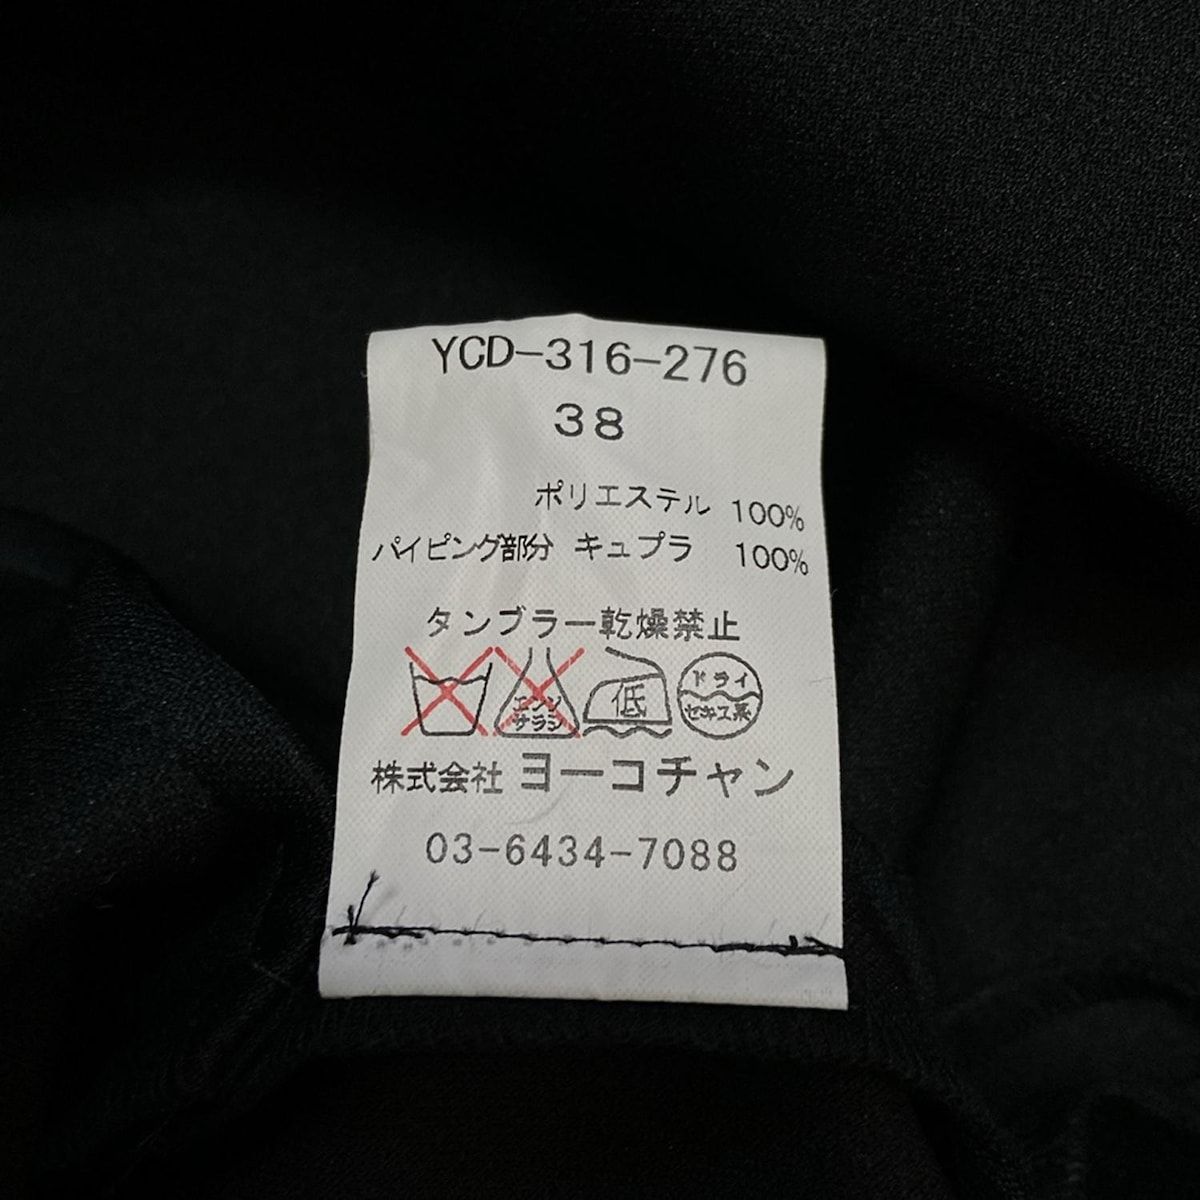 YCD-316-276
38
ポリエステル 100%
パイピング部分 キュプラ 100%
タンブラー乾燥禁止
エンソ
サラシ
低
ドライ
セキユ系
株式会社 ヨーコチャン
03-6434-7088